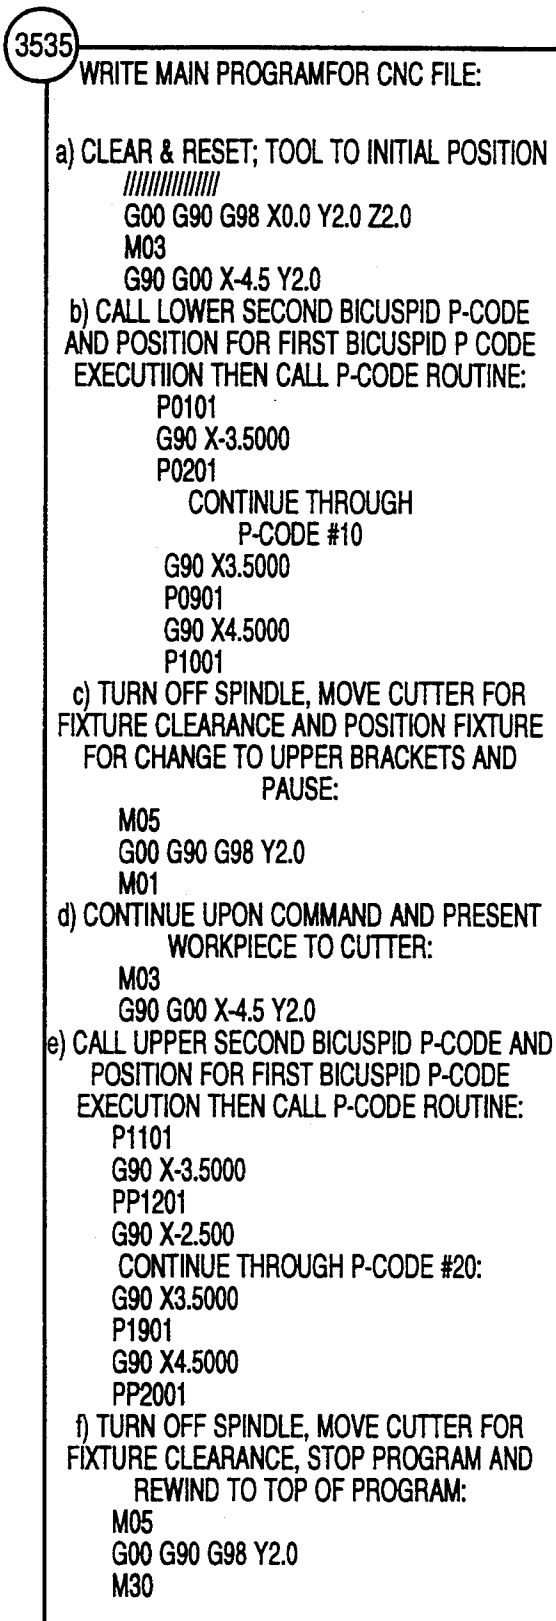 3535
WRITE MAIN PROGRAMFOR CNC FILE:
a) CLEAR & RESET; TOOL TO INITIAL POSITION
////////////////
G00 G90 G98 X0.0 Y2.0 Z2.0
M03
G90 G00 X-4.5 Y2.0
b) CALL LOWER SECOND BICUSPID P-CODE
AND POSITION FOR FIRST BICUSPID P CODE
EXECUTIION THEN CALL P-CODE ROUTINE:
P0101
G90 X-3.5000
P0201
CONTINUE THROUGH
P-CODE #10
G90 X3.5000
P0901
G90 X4.5000
P1001
c) TURN OFF SPINDLE, MOVE CUTTER FOR
FIXTURE CLEARANCE AND POSITION FIXTURE
FOR CHANGE TO UPPER BRACKETS AND
PAUSE:
M05
G00 G90 G98 Y2.0
M01
d) CONTINUE UPON COMMAND AND PRESENT
WORKPIECE TO CUTTER:
M03
G90 G00 X-4.5 Y2.0
e) CALL UPPER SECOND BICUSPID P-CODE AND
POSITION FOR FIRST BICUSPID P-CODE
EXECUTION THEN CALL P-CODE ROUTINE:
P1101
G90 X-3.5000
PP1201
G90 X-2.500
CONTINUE THROUGH P-CODE #20:
G90 X3.5000
P1901
G90 X4.5000
PP2001
f) TURN OFF SPINDLE, MOVE CUTTER FOR
FIXTURE CLEARANCE, STOP PROGRAM AND
REWIND TO TOP OF PROGRAM:
M05
G00 G90 G98 Y2.0
M30